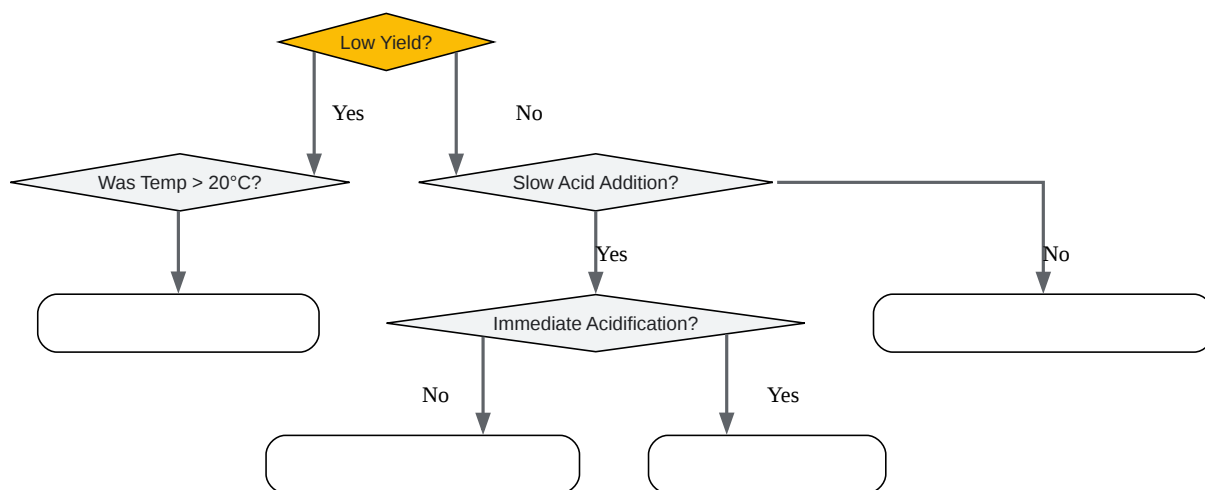 Low Yield?
Yes
No
Was Temp > 20°C?
Slow Acid Addition?
Yes
No
Immediate Acidification?
No
Yes